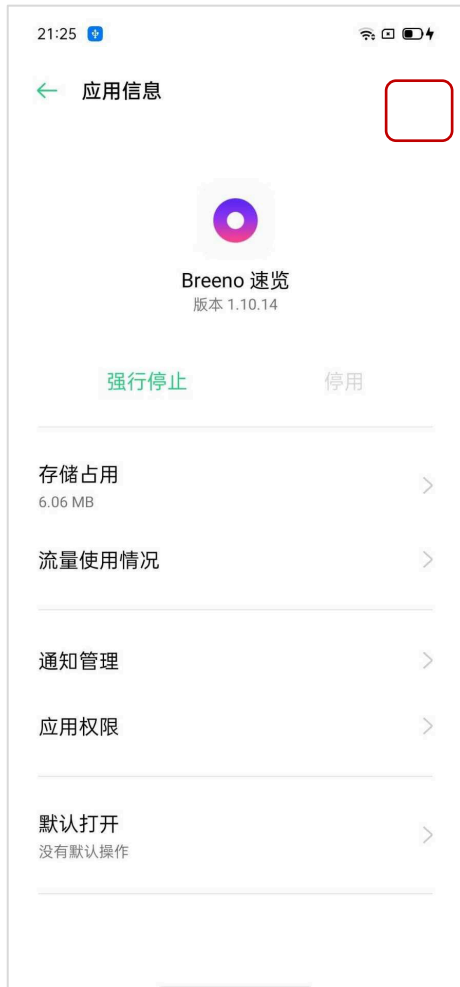 21:25
应用信息
Breeno 速览
版本 1.10.14
强行停止
停用
存储占用
6.06 MB
流量使用情况
通知管理
应用权限
默认打开
没有默认操作